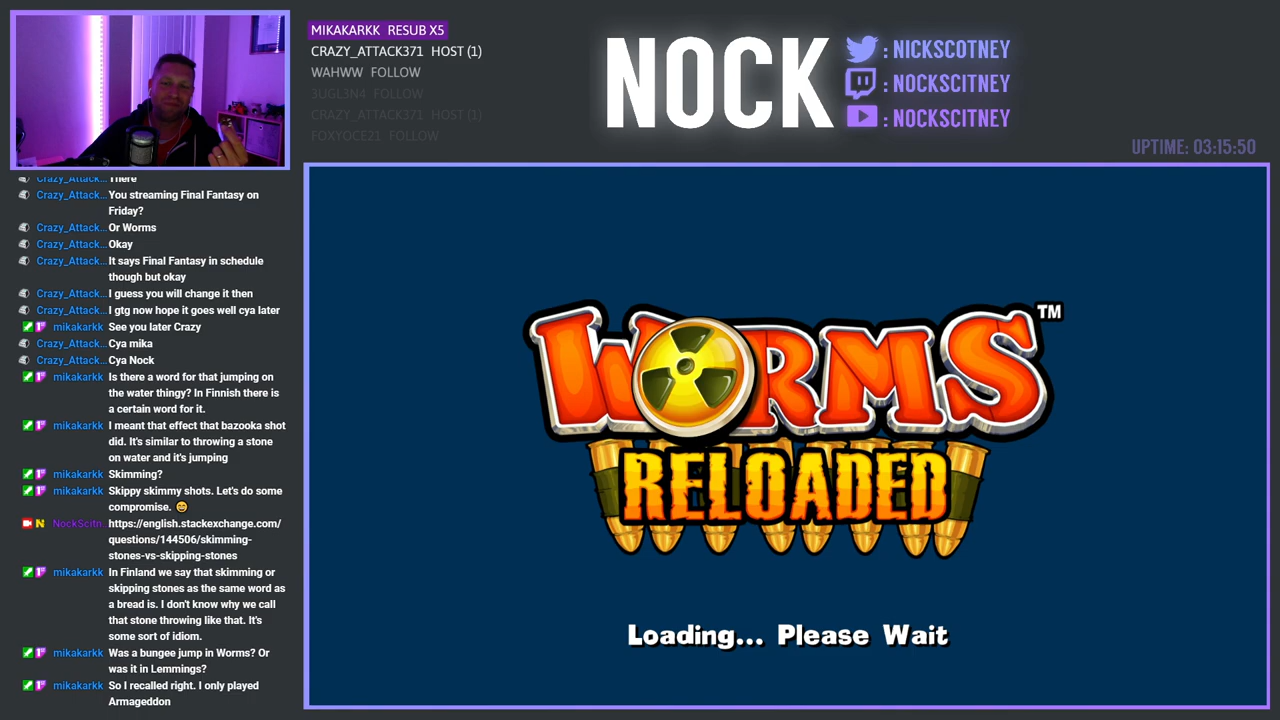 MIKAKARKK RESUB X5
CRAZY_ATTACK371 HOST (1)
WAHWW FOLLOW
3UGL3N4 FOLLOW
CRAZY_ATTACK371 HOST (1)
FOXYOCE21 FOLLOW
NOCK
: NICKSCOTNEY
: NOCKSCITNEY
: NOCKSCITNEY
UPTIME: 03:15:50
Crazy_Attack... There
Crazy_Attack... You streaming Final Fantasy on
Friday?
Crazy_Attack... Or Worms
Crazy_Attack... Okay
Crazy_Attack... It says Final Fantasy in schedule
though but okay
Crazy_Attack... I guess you will change it then
Crazy_Attack... I gtg now hope it goes well cya later
mikakarkk See you later Crazy
Crazy_Attack... Cya mika
Crazy_Attack... Cya Nock
mikakarkk Is there a word for that jumping on
the water thingy? In Finnish there is
a certain word for it.
mikakarkk I meant that effect that bazooka shot
did. It's similar to throwing a stone
on water and it's jumping
mikakarkk Skimming?
mikakarkk Skippy skimmy shots. Let's do some
compromise. 😄
N NockScitn... https://english.stackexchange.com/
questions/144506/skimming-
stones-vs-skipping-stones
mikakarkk In Finland we say that skimming or
skipping stones as the same word as
a bread is. I don't know why we call
that stone throwing like that. It's
some sort of idiom.
mikakarkk Was a bungee jump in Worms? Or
was it in Lemmings?
mikakarkk So I recalled right. I only played
Armageddon
WORMS™
RELOADED
Loading... Please Wait